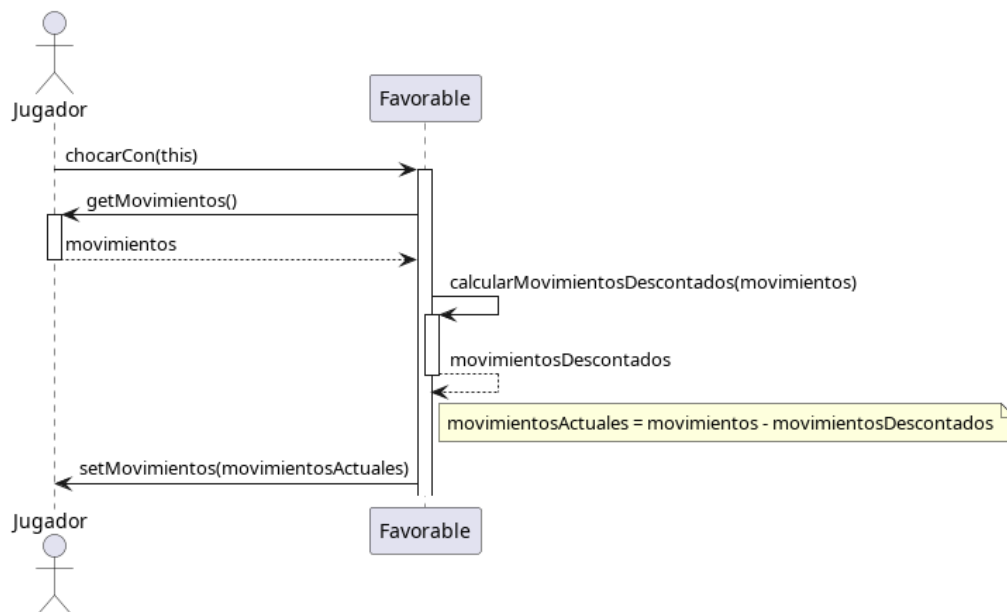 Jugador
Favorable
chocarCon(this)
getMovimientos()
movimientos
calcularMovimientosDescontados(movimientos)
movimientosDescontados
movimientosActuales = movimientos - movimientosDescontados
setMovimientos(movimientosActuales)
Jugador
Favorable